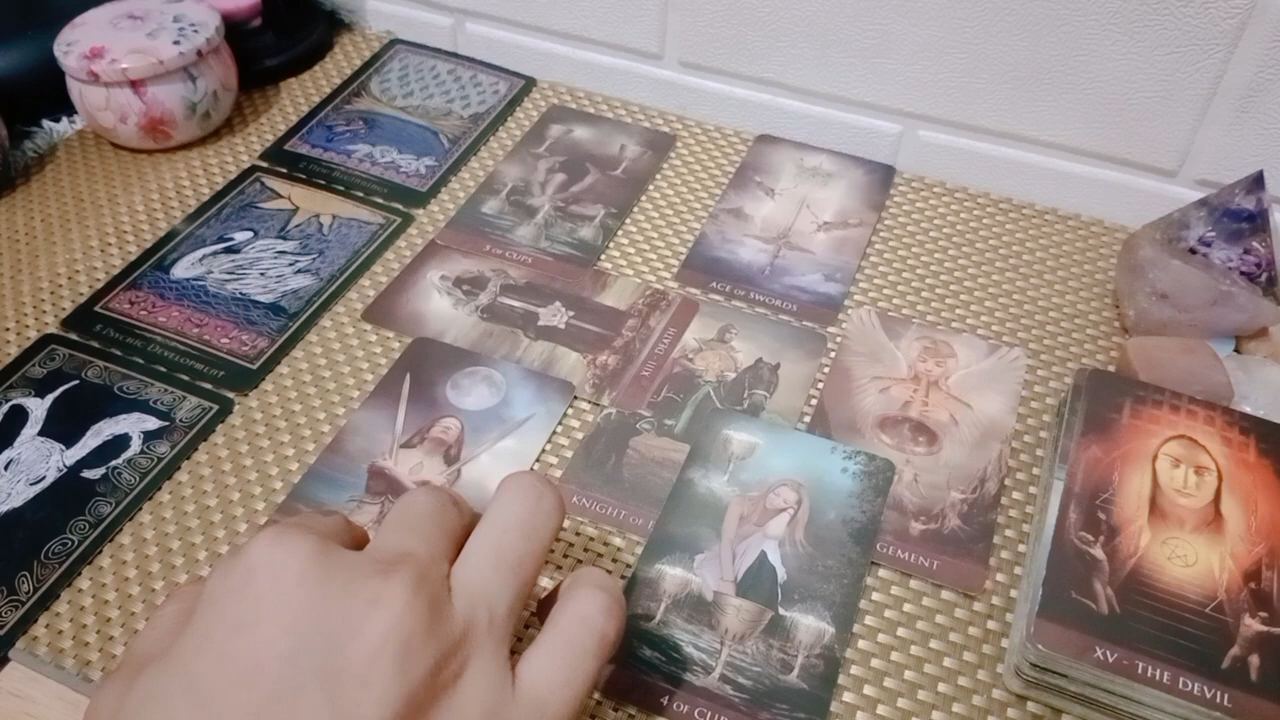 2 New Beginnings
5 Psychic Development
5 OF CUPS
ACE OF SWORDS
XIII - DEATH
KNIGHT OF
GEMENT
4 OF CUP
XV - THE DEVIL